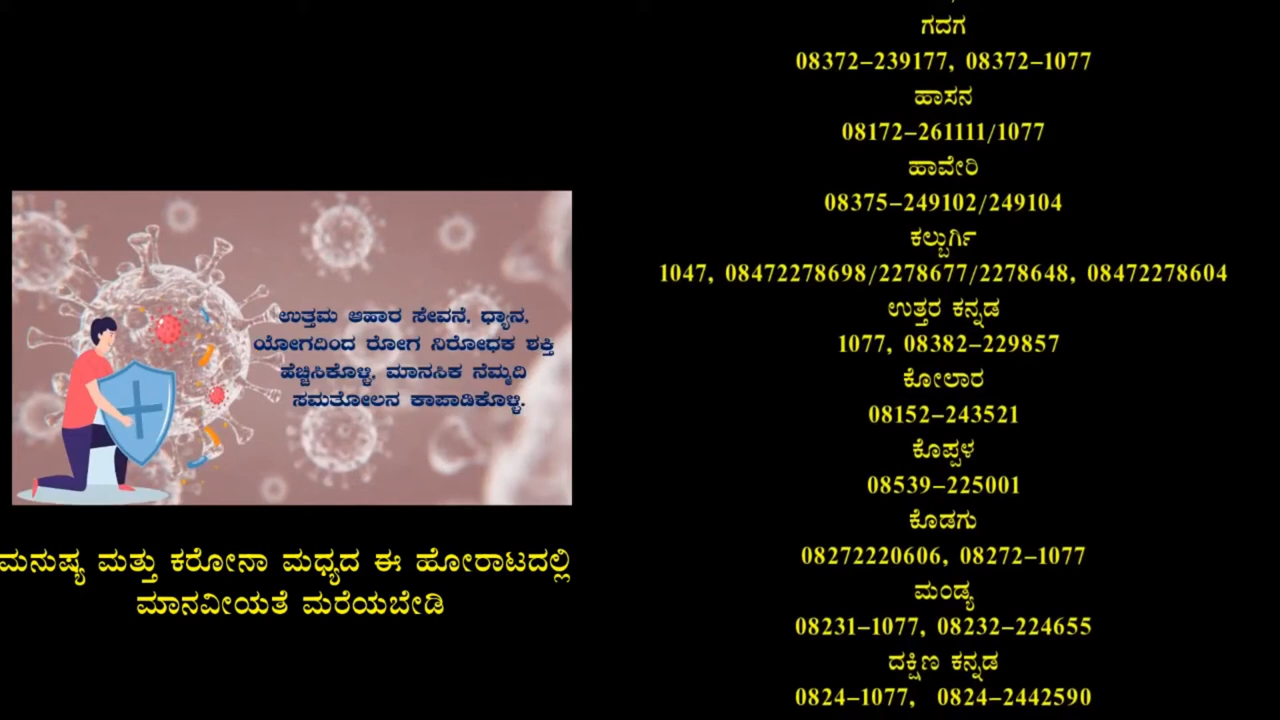 ಉತ್ತಮ ಆಹಾರ ಸೇವನೆ, ಧ್ಯಾನ,
ಯೋಗದಿಂದ ರೋಗ ನಿರೋಧಕ ಶಕ್ತಿ
ಹೆಚ್ಚಿಸಿಕೊಳ್ಳಿ. ಮಾನಸಿಕ ನೆಮ್ಮದಿ
ಸಮತೋಲನ ಕಾಪಾಡಿಕೊಳ್ಳಿ.
ಮನುಷ್ಯ ಮತ್ತು ಕರೋನಾ ಮಧ್ಯದ ಈ ಹೋರಾಟದಲ್ಲಿ
ಮಾನವೀಯತೆ ಮರೆಯಬೇಡಿ
ಗದಗ
08372-239177, 08372-1077
ಹಾಸನ
08172-261111/1077
ಹಾವೇರಿ
08375-249102/249104
ಕಲ್ಬುರ್ಗಿ
1047, 08472278698/2278677/2278648, 08472278604
ಉತ್ತರ ಕನ್ನಡ
1077, 08382-229857
ಕೋಲಾರ
08152-243521
ಕೊಪ್ಪಳ
08539-225001
ಕೊಡಗು
08272220606, 08272-1077
ಮಂಡ್ಯ
08231-1077, 08232-224655
ದಕ್ಷಿಣ ಕನ್ನಡ
0824-1077, 0824-2442590